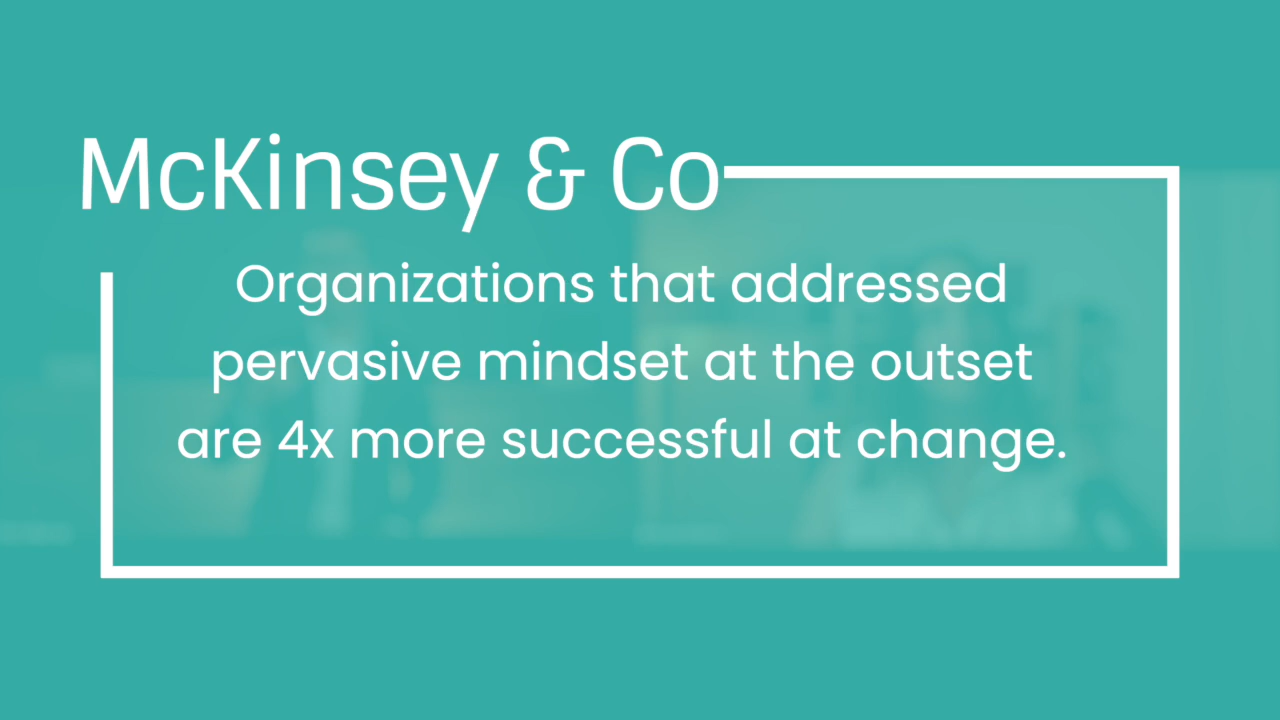 McKinsey & Co
Organizations that addressed
pervasive mindset at the outset
are 4x more successful at change.